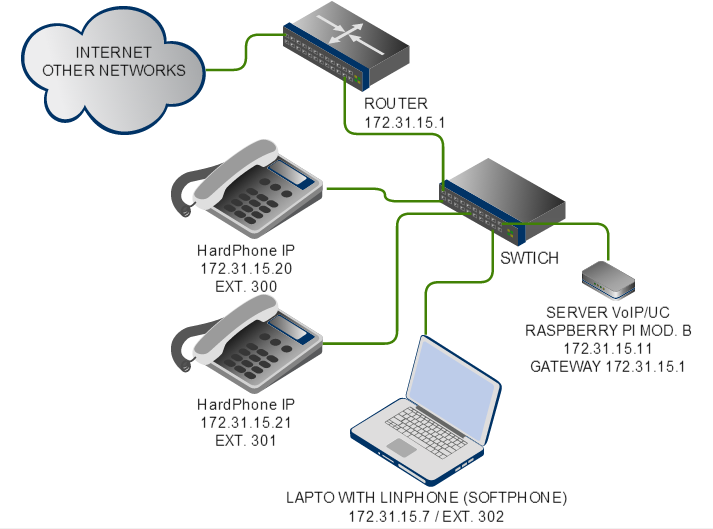 INTERNET
OTHER NETWORKS
ROUTER
172.31.15.1
HardPhone IP
172.31.15.20
EXT. 300
SWTICH
SERVER VoIP/UC
RASPBERRY PI MOD. B
172.31.15.11
GATEWAY 172.31.15.1
HardPhone IP
172.31.15.21
EXT. 301
LAPTO WITH LINPHONE (SOFTPHONE)
172.31.15.7 / EXT. 302